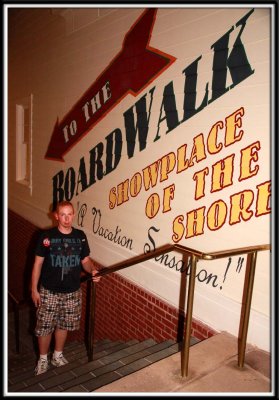 TO THE
BOARDWALK
SHOWPLACE
OF THE
SHORE
"A Vacation Sensation!"
TAKEN